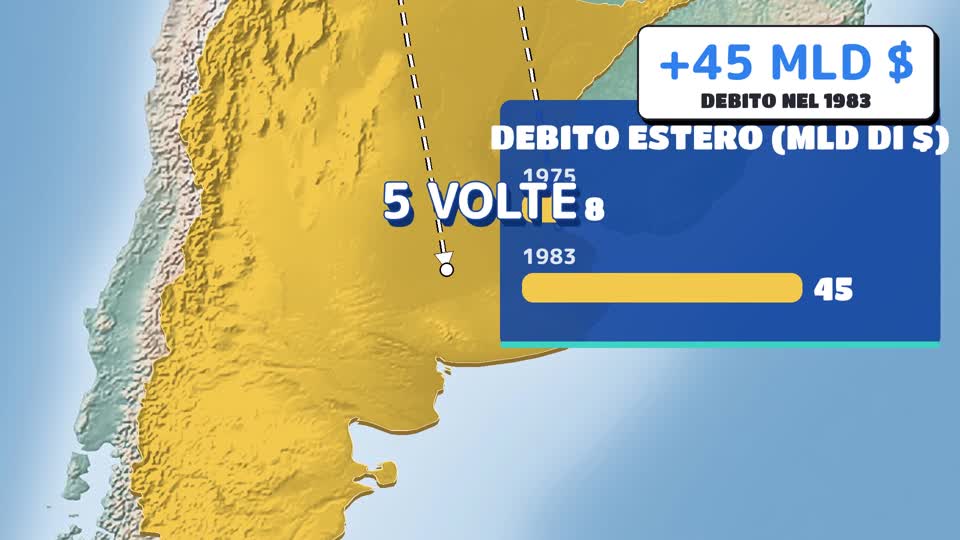 +45 MLD $
DEBITO NEL 1983
DEBITO ESTERO (MLD DI $)
1975
5 VOLTE
8
1983
45